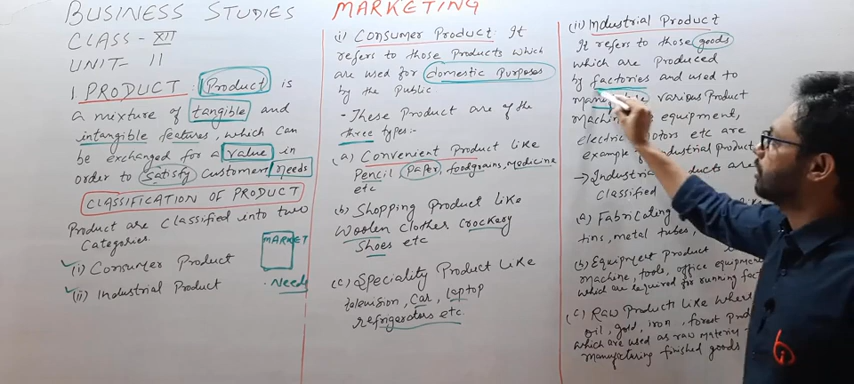 BUSINESS STUDIES
CLASS - XII
UNIT - 11
1. PRODUCT: Product is
a mixture of tangible and
intangible features, which can
be exchanged for a value in
order to satisfy customer needs
CLASSIFICATION OF PRODUCT
Product are classified into two
Categories.
(i) Consumer Product
(ii) Industrial Product
MARKET
Needs
MARKETING
(i) Consumer Product: It
refers to those Products which
are used for domestic purposes
by the Public.
- These Product are of the
three types:-
(a) Convenient Product like
Pencil, Paper, foodgrains, medicine
etc
(b) Shopping Product like
Woolen clothes crockery
Shoes etc
(c) Speciality Product like
television, car, laptop
refrigerators etc.
(ii) Industrial Product
It refers to those goods
which are Produced
by factories and used to
various Product
equipment,
electric motors etc are
example of industrial product
→ Industrial Products are
classified
(a) Fabricating
tins, metal tubes,
(b) Equipment Product
machine, tools, office equipment
which are required for running
(c) Raw Product like
oil, gold, iron, forest
which are used as raw materials
manufacturing finished goods